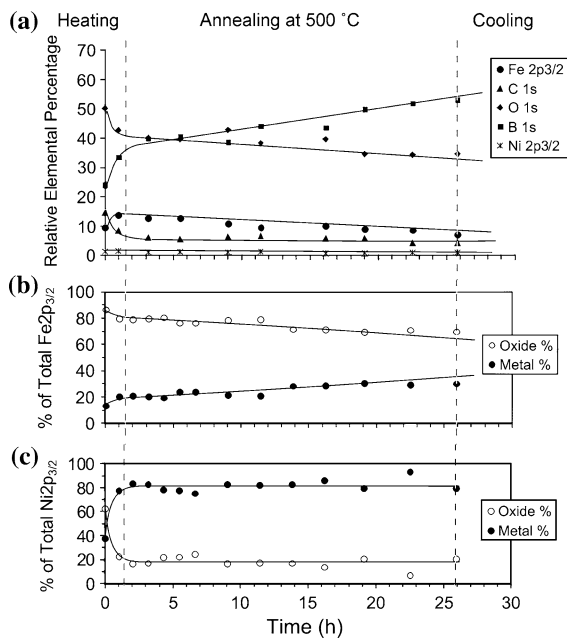 Heating Annealing at 500 ˚C Cooling
(a)
Relative Elemental Percentage
70
60
50
40
30
20
10
0
Fe 2p3/2
C 1s
O 1s
B 1s
Ni 2p3/2
(b)
% of Total Fe2p3/2
100
80
60
40
20
0
Oxide %
Metal %
(c)
% of Total Ni2p3/2
100
80
60
40
20
0
Oxide %
Metal %
0 5 10 15 20 25 30
Time (h)